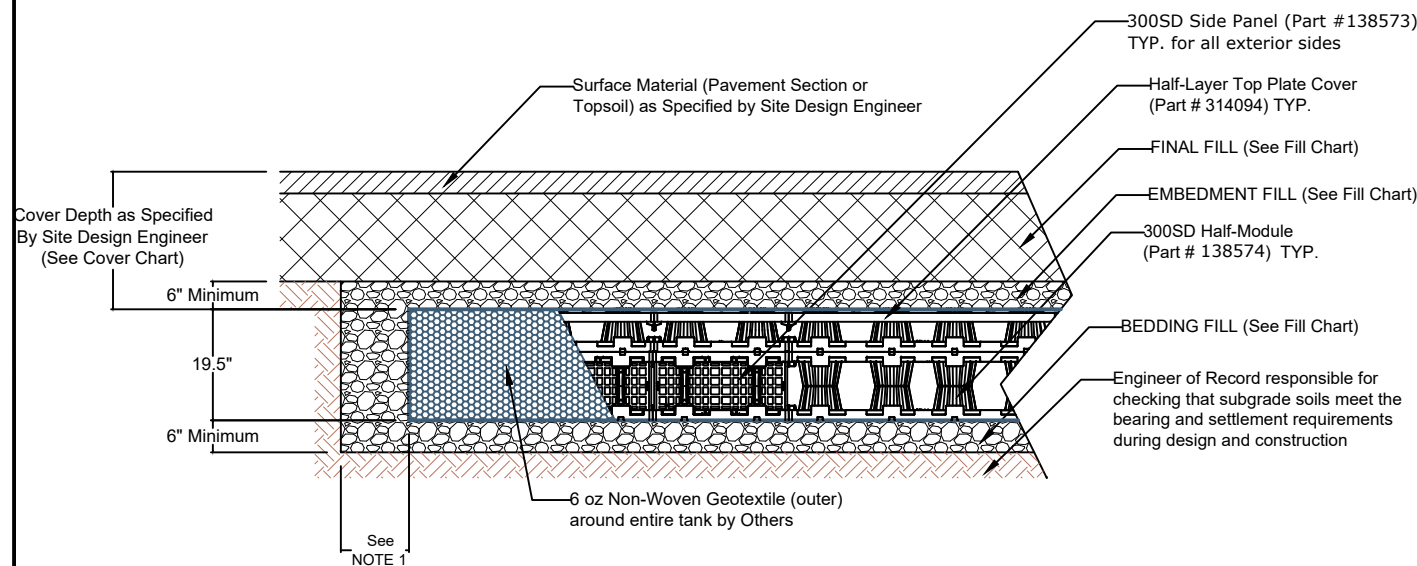 300SD Side Panel (Part #138573)
TYP. for all exterior sides
Surface Material (Pavement Section or
Topsoil) as Specified by Site Design Engineer
Half-Layer Top Plate Cover
(Part # 314094) TYP.
FINAL FILL (See Fill Chart)
EMBEDMENT FILL (See Fill Chart)
Cover Depth as Specified
By Site Design Engineer
(See Cover Chart)
300SD Half-Module
(Part # 138574) TYP.
6" Minimum
BEDDING FILL (See Fill Chart)
19.5"
Engineer of Record responsible for
checking that subgrade soils meet the
bearing and settlement requirements
during design and construction
6" Minimum
6 oz Non-Woven Geotextile (outer)
around entire tank by Others
See
NOTE 1